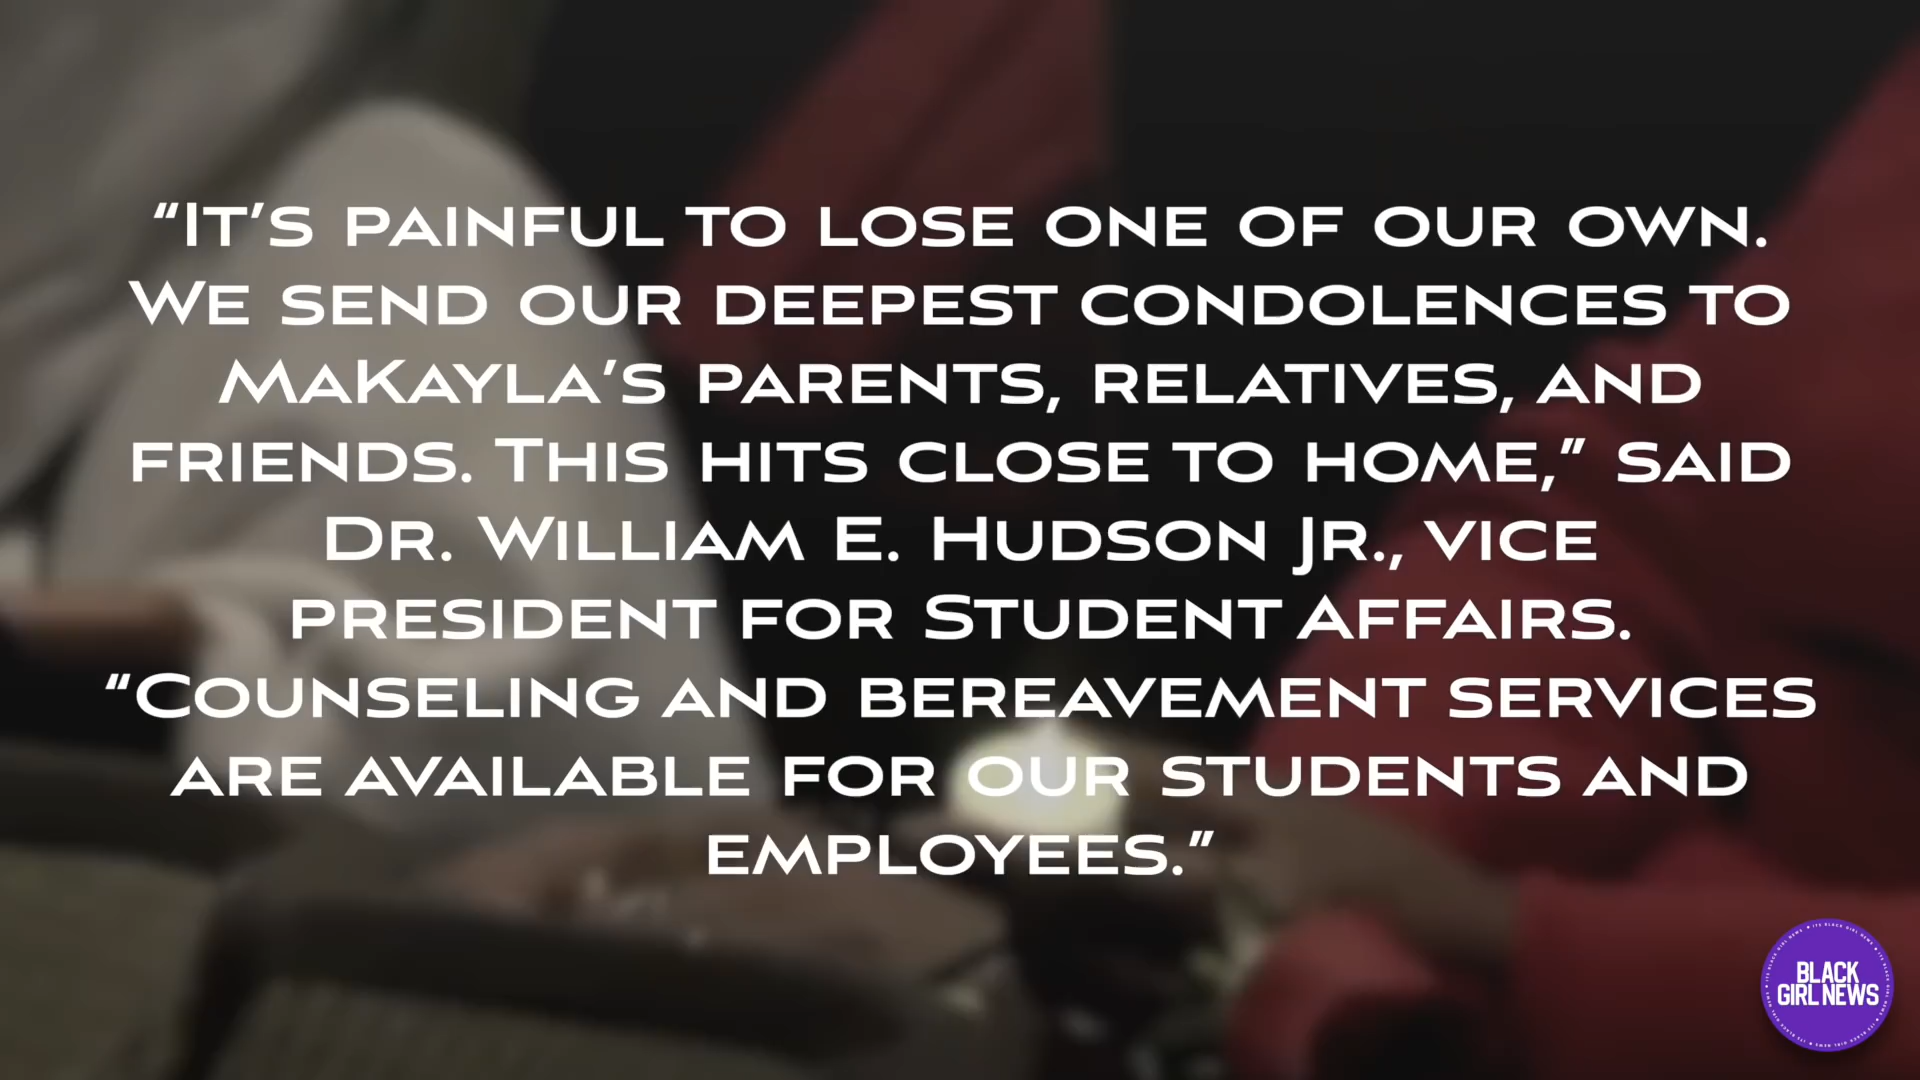 “It’s painful to lose one of our own.
We send our deepest condolences to
MaKayla’s parents, relatives, and
friends. This hits close to home,” said
Dr. William E. Hudson Jr., vice
president for Student Affairs.
“Counseling and bereavement services
are available for our students and
employees.”
BLACK
GIRL NEWS